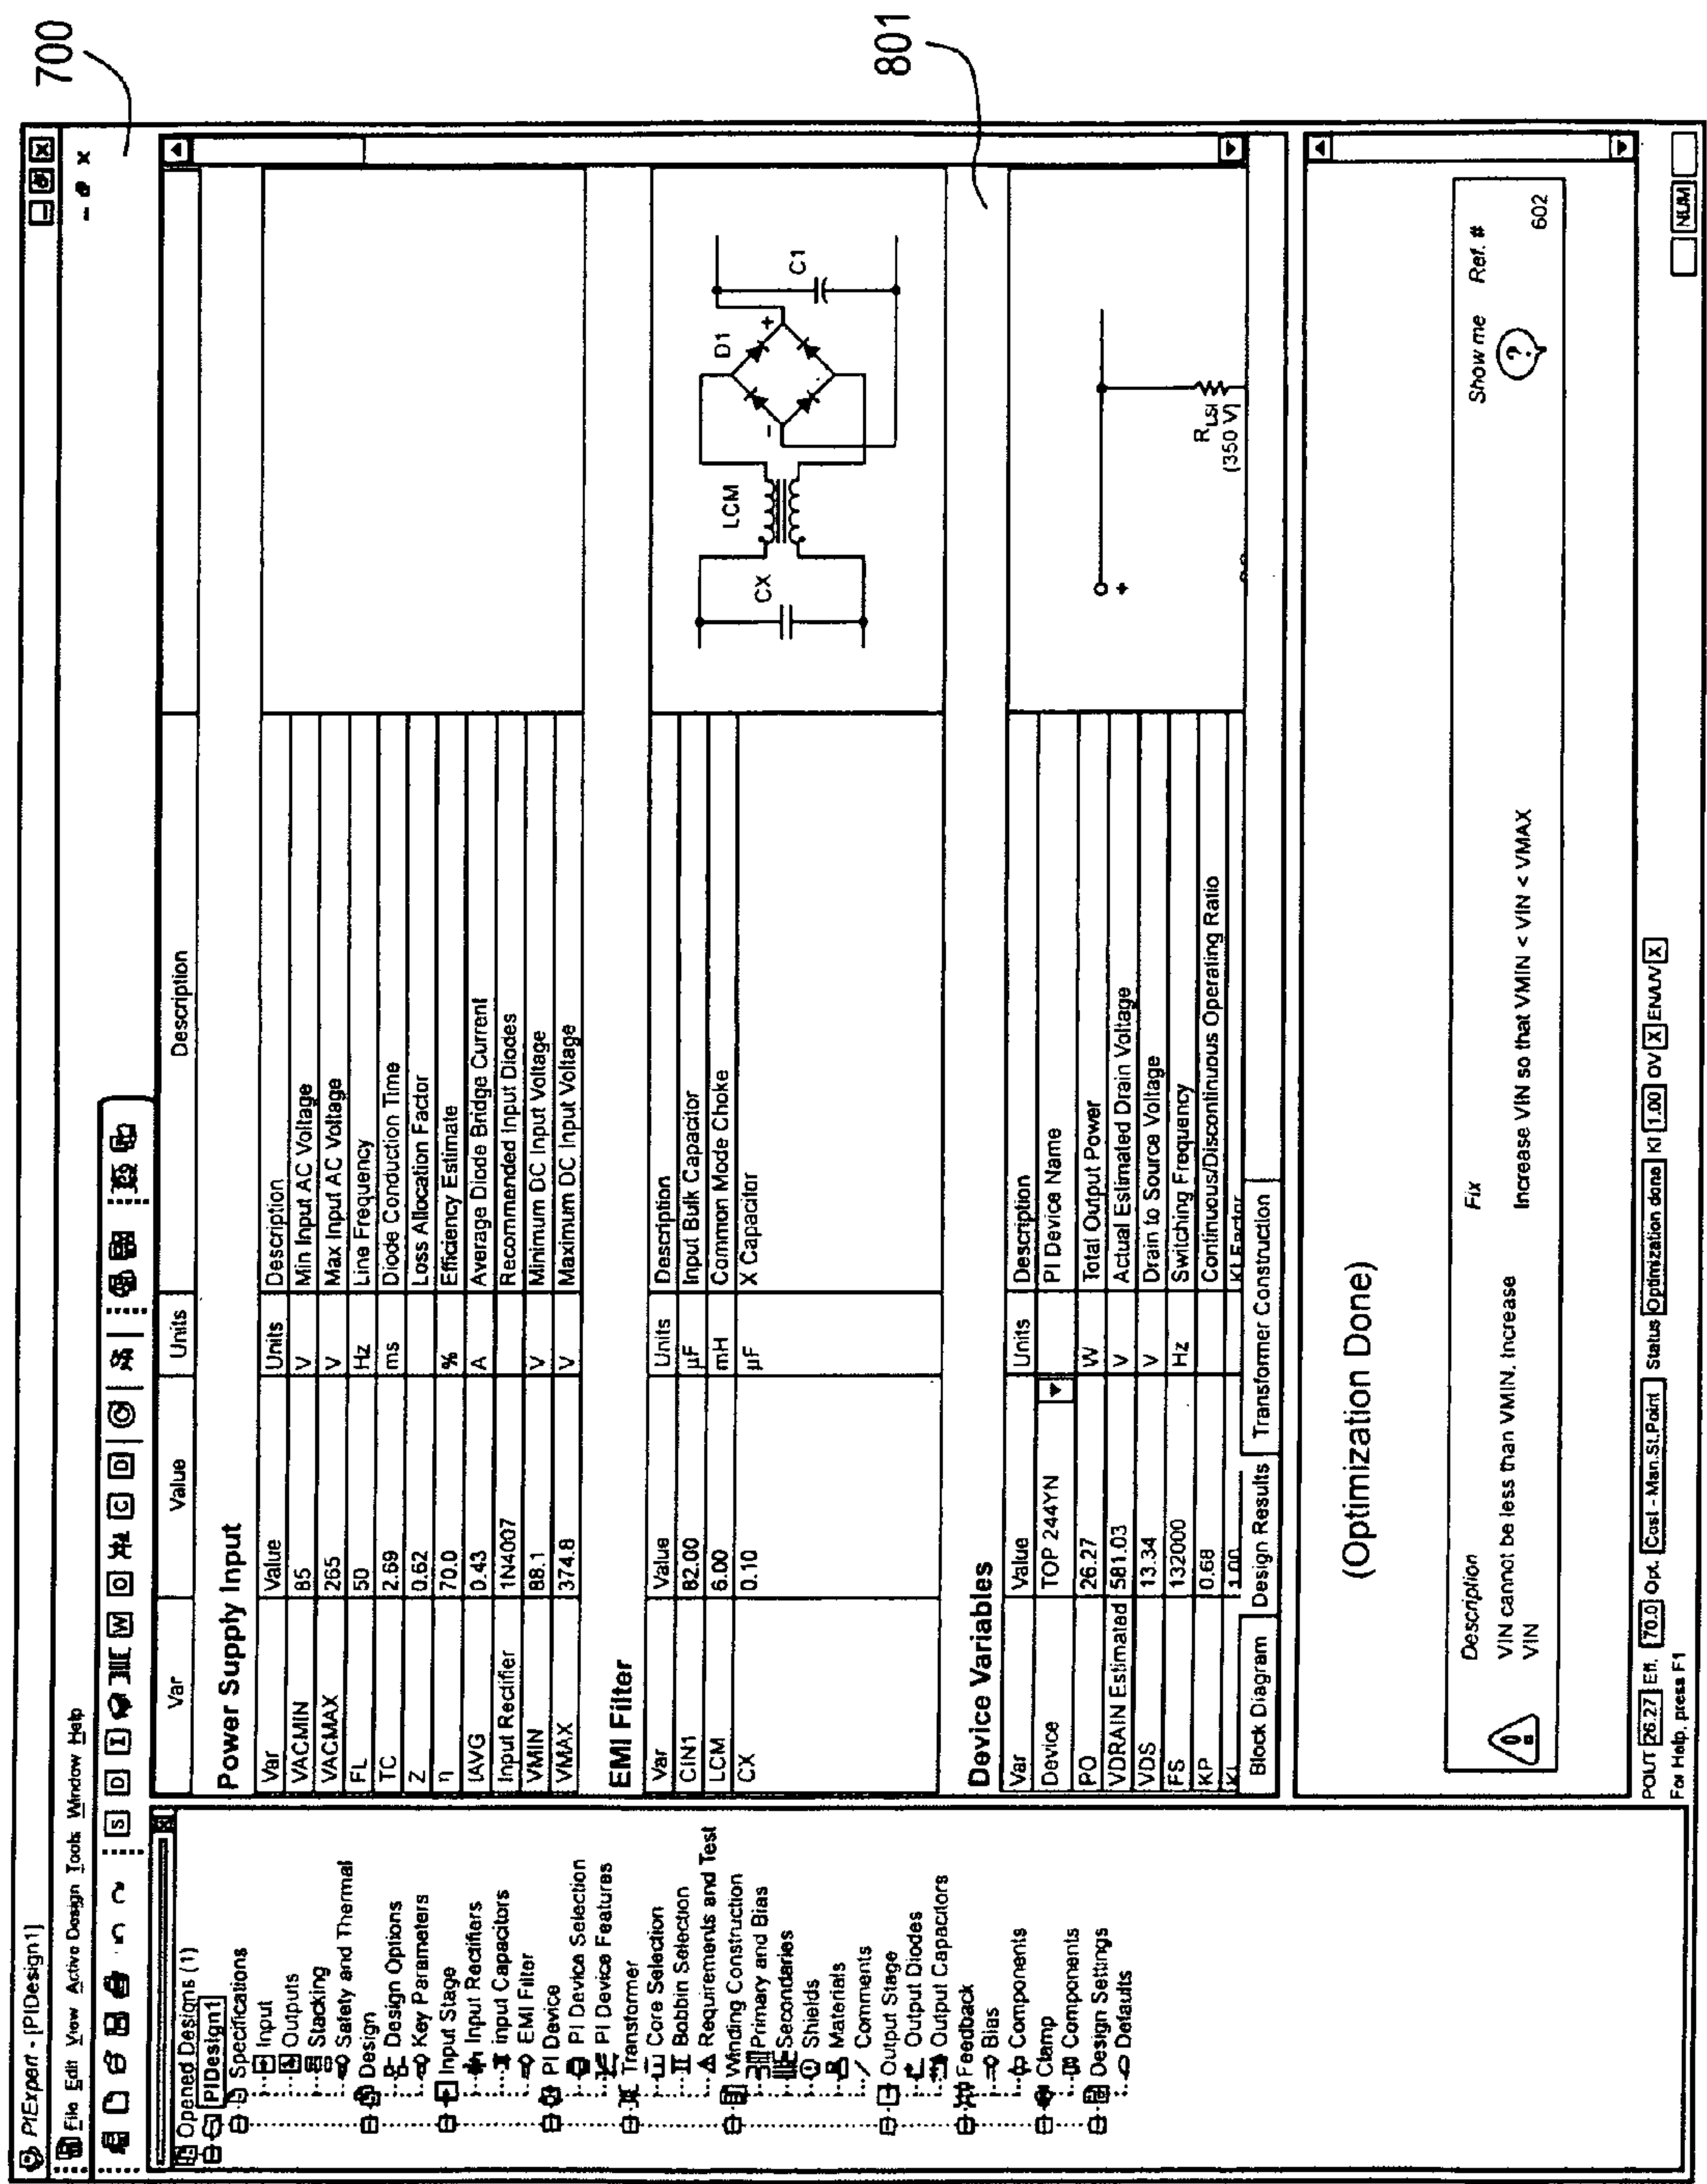 700
801
PIExpert - [PIDesign1]
File Edit View Active Design Tools Window Help
S D I W O C D
Opened Designs (1)
PIDesign1
Specifications
Input
Outputs
Stacking
Safety and Thermal
Design
Design Options
Key Parameters
Input Stage
Input Rectifiers
Input Capacitors
EMI Filter
PI Device
PI Device Selection
PI Device Features
Transformer
Core Selection
Bobbin Selection
Requirements and Test
Winding Construction
Primary and Bias
Secondaries
Shields
Materials
Comments
Output Stage
Output Diodes
Output Capacitors
Feedback
Bias
Components
Clamp
Components
Design Settings
Defaults
Var Value Units Description
Power Supply Input
Var Value Units Description
VACMIN 85 V Min Input AC Voltage
VACMAX 265 V Max Input AC Voltage
FL 50 Hz Line Frequency
TC 2.69 ms Diode Conduction Time
Z 0.62 Loss Allocation Factor
η 70.0 % Efficiency Estimate
IAVG 0.43 A Average Diode Bridge Current
Input Rectifier 1N4007 Recommended Input Diodes
VMIN 88.1 V Minimum DC Input Voltage
VMAX 374.8 V Maximum DC Input Voltage
EMI Filter
Var Value Units Description
CIN1 82.00 µF Input Bulk Capacitor
LCM 6.00 mH Common Mode Choke
CX 0.10 µF X Capacitor
CX LCM D1 C1
- +
Device Variables
Var Value Units Description
Device TOP 244YN PI Device Name
PO 26.27 W Total Output Power
VDRAIN Estimated 581.03 V Actual Estimated Drain Voltage
VDS 13.34 V Drain to Source Voltage
FS 132000 Hz Switching Frequency
KP 0.68 Continuous/Discontinuous Operating Ratio
KL 1.00 KL Factor
+
RLSI
(350 V)
Block Diagram Design Results Transformer Construction
(Optimization Done)
Description Fix Show me Ref. #
VIN cannot be less than VMIN. Increase VIN Increase VIN so that VMIN < VIN < VMAX ? 602
POUT 26.27 Eff. 70.0 Opt. Cost - Man.St.Point Status Optimization done KI 1.00 OV X EN/UV X
For Help, press F1 NUM